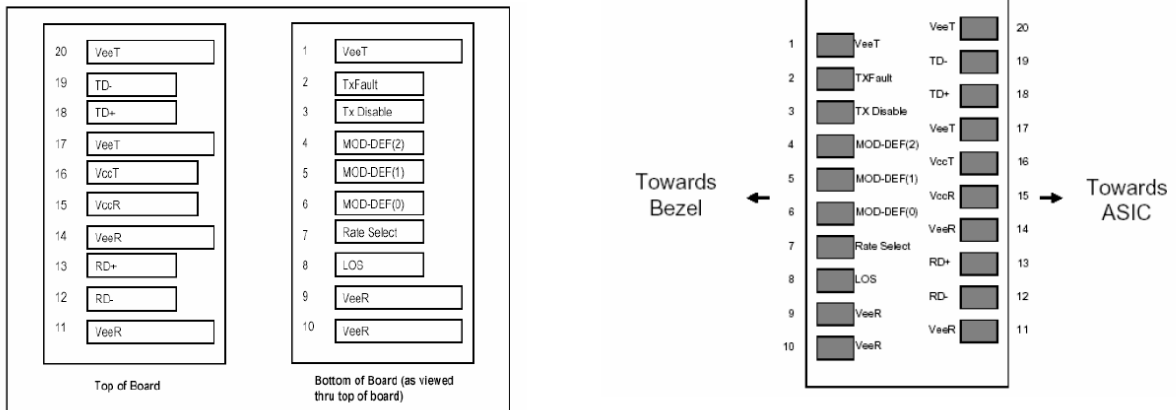 20 VeeT
19 TD-
18 TD+
17 VeeT
16 VccT
15 VccR
14 VeeR
13 RD+
12 RD-
11 VeeR
Top of Board
1 VeeT
2 TxFault
3 Tx Disable
4 MOD-DEF(2)
5 MOD-DEF(1)
6 MOD-DEF(0)
7 Rate Select
8 LOS
9 VeeR
10 VeeR
Bottom of Board (as viewed
thru top of board)
Towards
Bezel
1 VeeT
2 TXFault
3 TX Disable
4 MOD-DEF(2)
5 MOD-DEF(1)
6 MOD-DEF(0)
7 Rate Select
8 LOS
9 VeeR
10 VeeR
VeeT 20
TD- 19
TD+ 18
VeeT 17
VccT 16
VccR 15
VeeR 14
RD+ 13
RD- 12
VeeR 11
Towards
ASIC